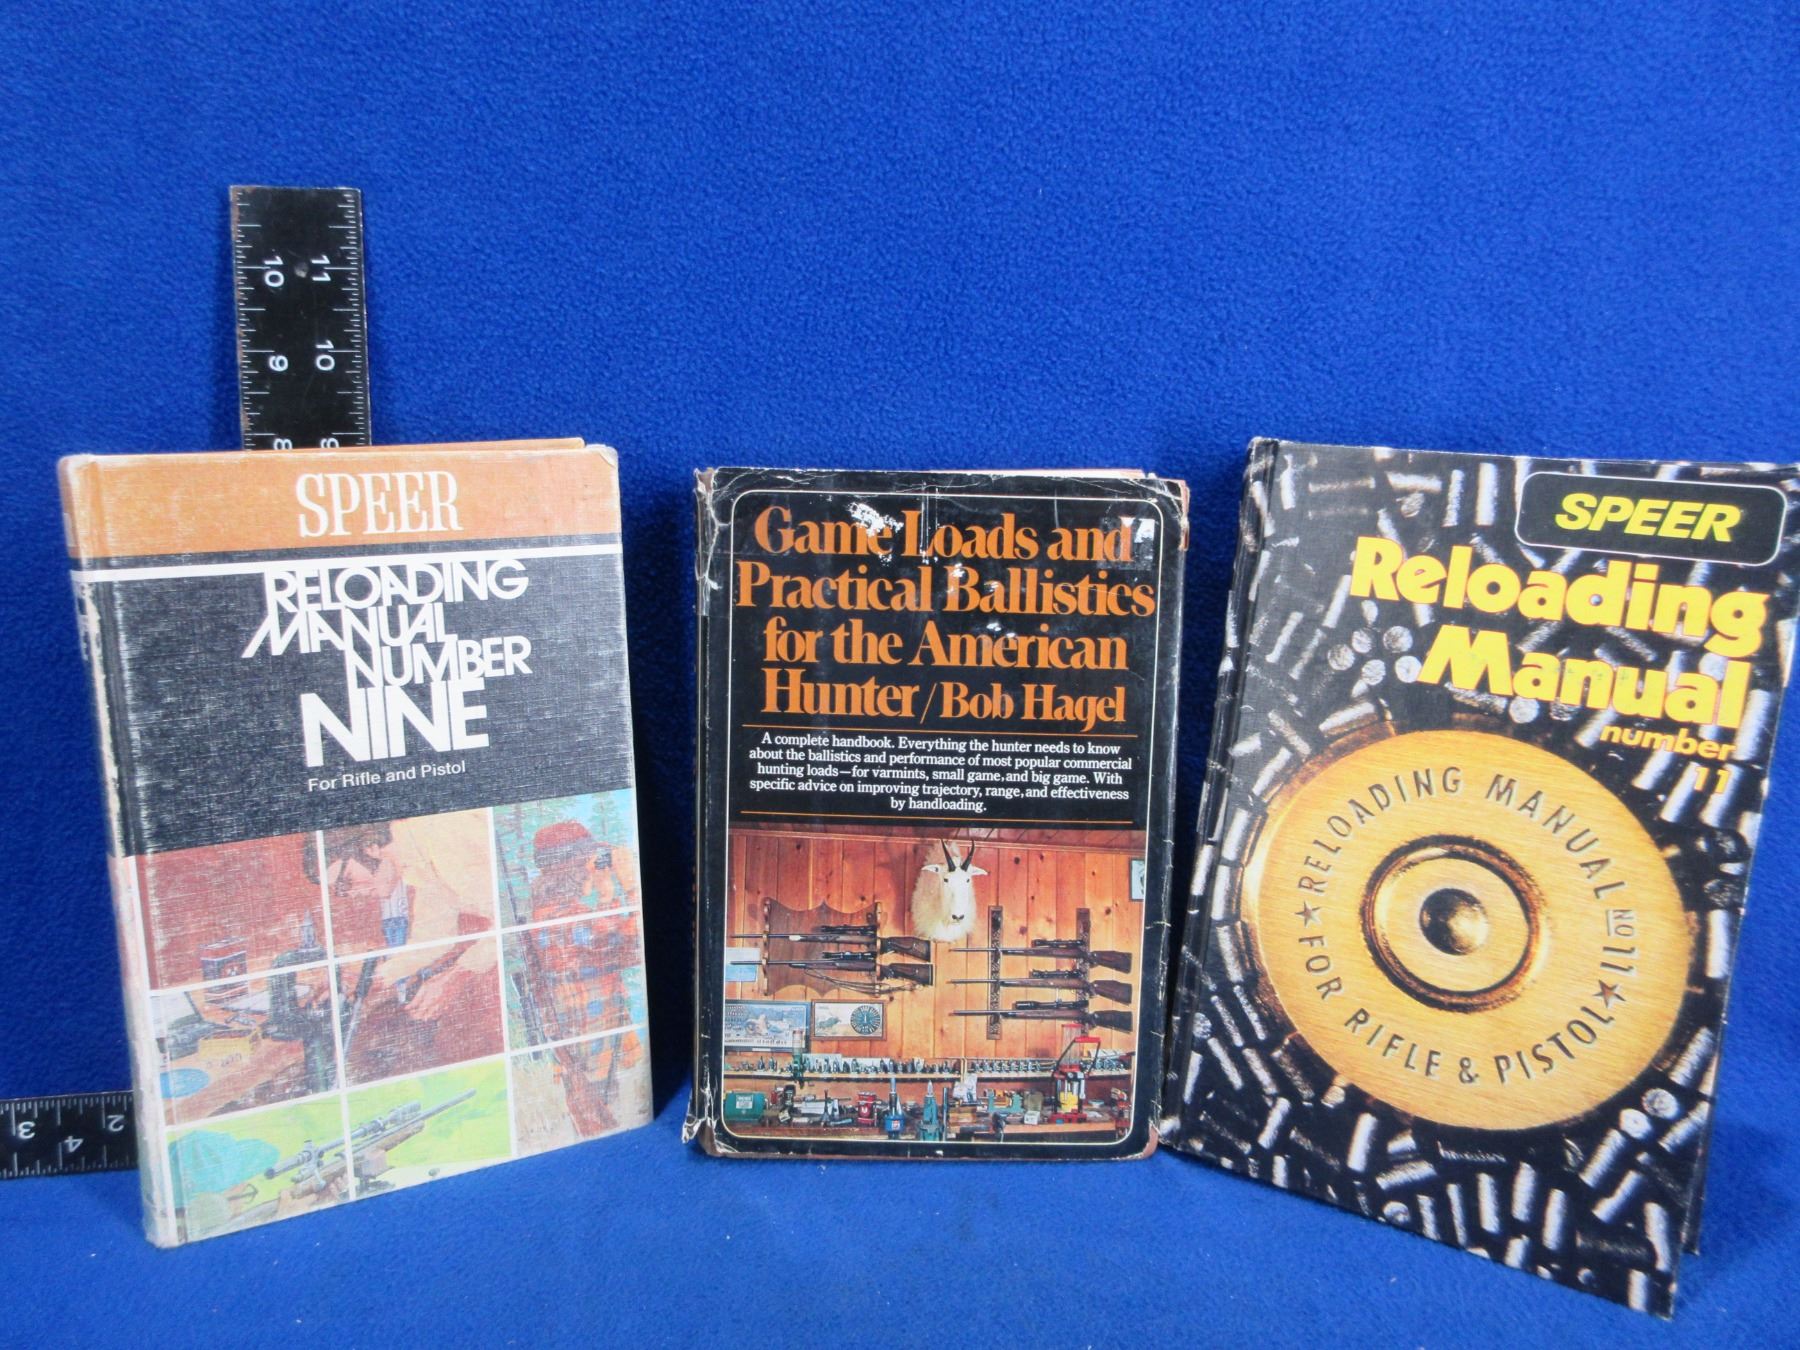 10 11
9 10
8 9
3 4 2
SPEER
RELOADING
MANUAL
NUMBER
NINE
For Rifle and Pistol
Game Loads and
Practical Ballistics
for the American
Hunter/Bob Hagel
A complete handbook. Everything the hunter needs to know
about the ballistics and performance of most popular commercial
hunting loads—for varmints, small game, and big game. With
specific advice on improving trajectory, range, and effectiveness
by handloading.
SPEER
Reloading
Manual
number
11
★RELOADING MANUAL NO 11★
FOR RIFLE & PISTOL